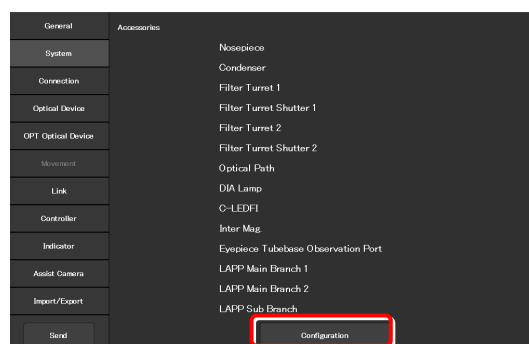 General
System
Connection
Optical Device
OPT Optical Device
Movement
Link
Controller
Indicator
Assist Camera
Import/Export
Send
Accessories
Nosepiece
Condenser
Filter Turret 1
Filter Turret Shutter 1
Filter Turret 2
Filter Turret Shutter 2
Optical Path
DIA Lamp
C-LEDFI
Inter Mag.
Eyepiece Tubebase Observation Port
LAPP Main Branch 1
LAPP Main Branch 2
LAPP Sub Branch
Configuration